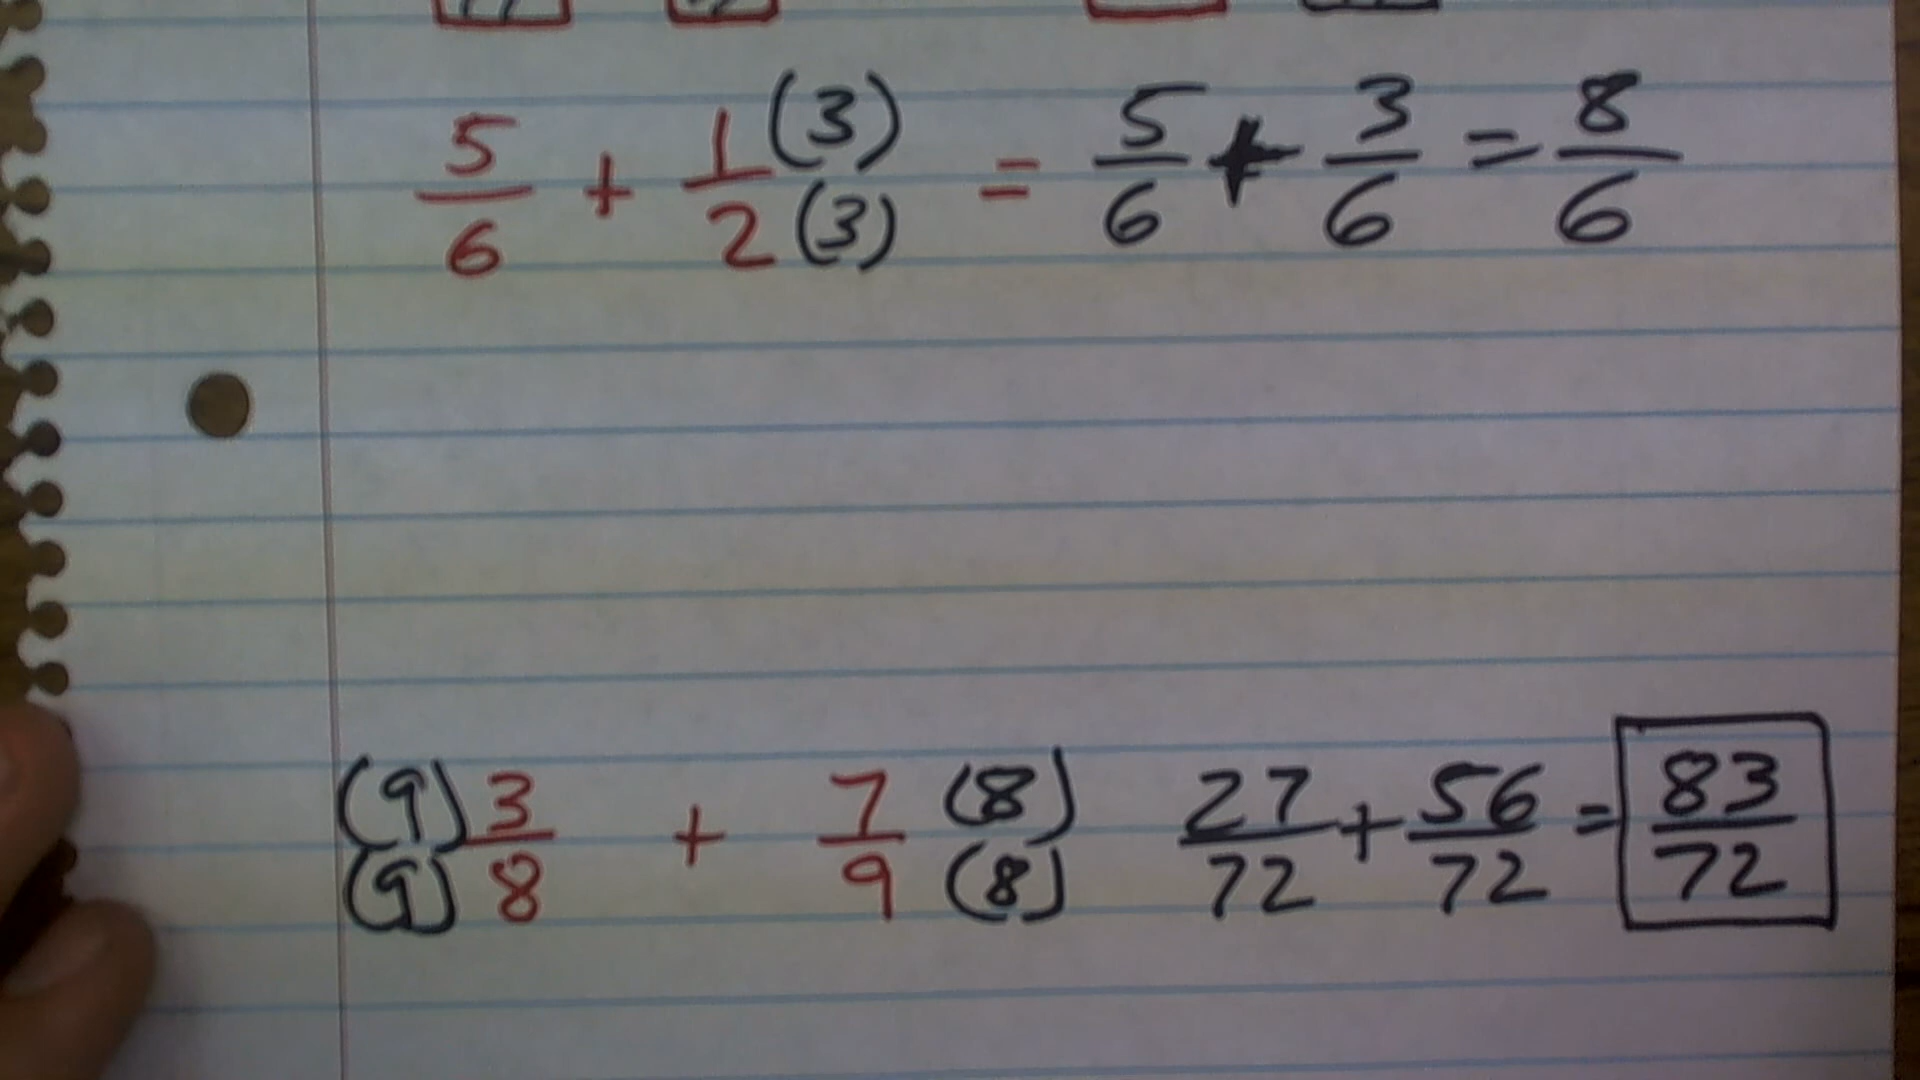 5/6 + 1(3)/2(3) = 5/6 + 3/6 = 8/6
(9)3/(9)8 + 7(8)/9(8) 27/72 + 56/72 = 83/72